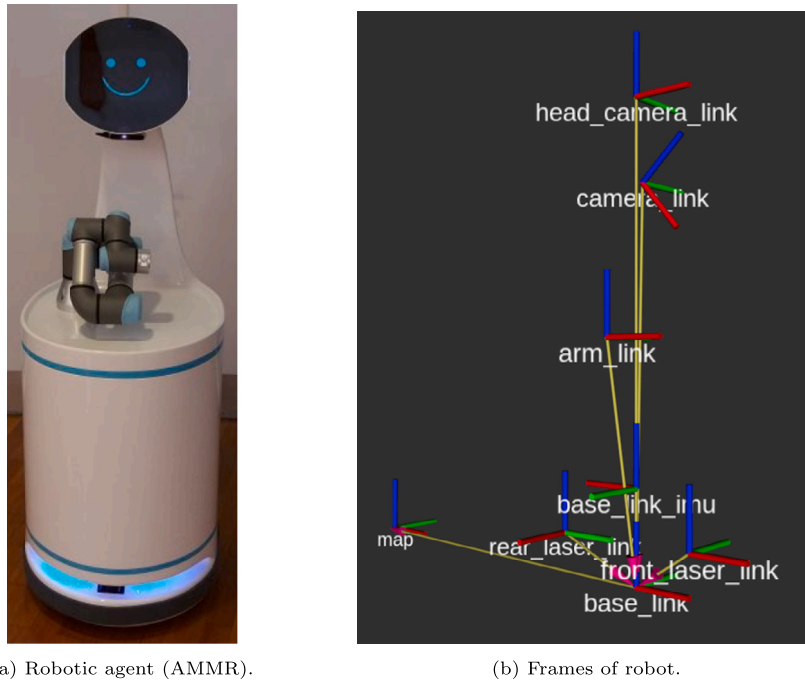 head_camera_link
camera_link
arm_link
base_link_imu
map
rear_laser_link
front_laser_link
base_link
a) Robotic agent (AMMR).
(b) Frames of robot.